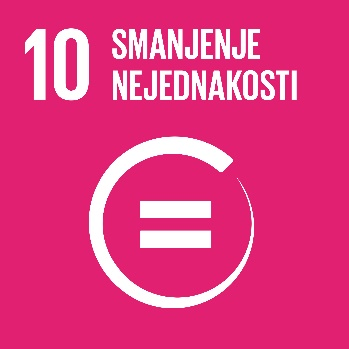 10 SMANJENJE
NEJEDNAKOSTI
=